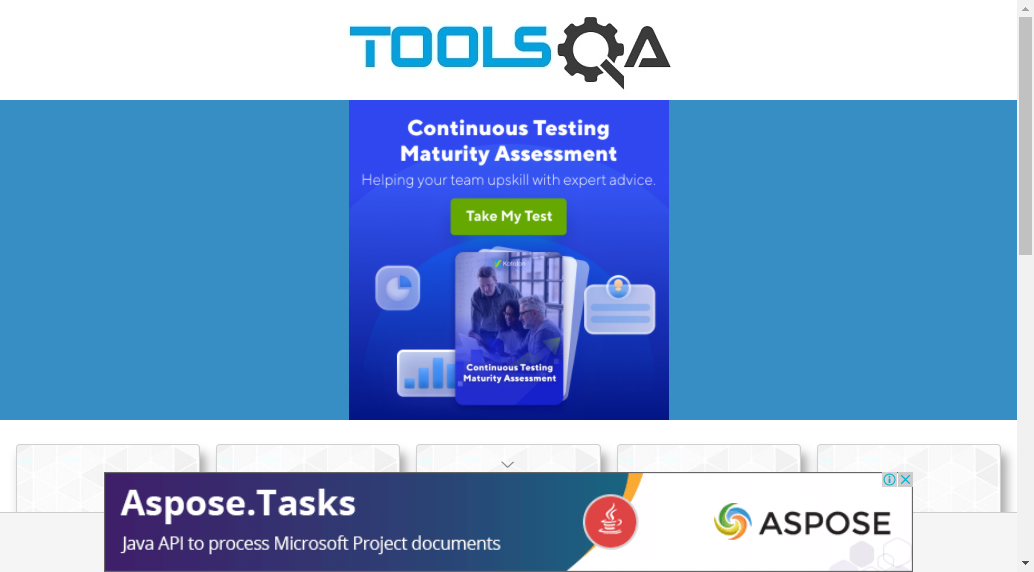 TOOLSQA
Continuous Testing
Maturity Assessment
Helping your team upskill with expert advice.
Take My Test
Katalon
Continuous Testing
Maturity Assessment
Aspose.Tasks
Java API to process Microsoft Project documents
ASPOSE